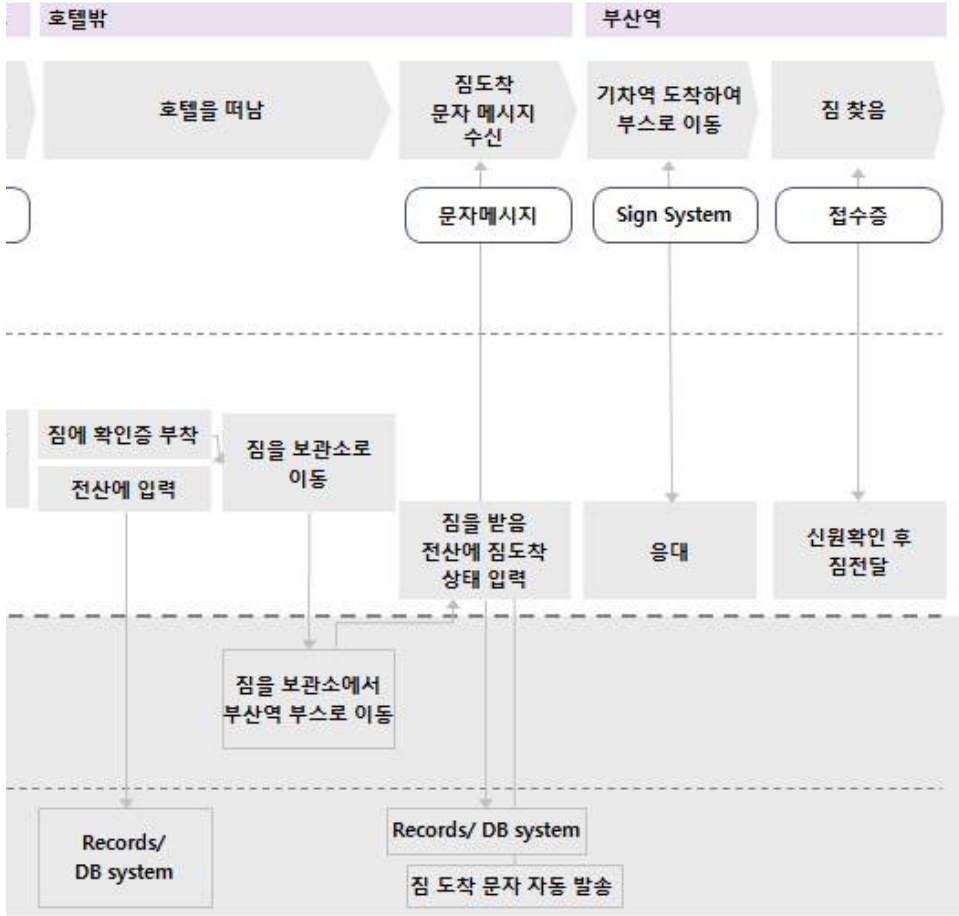 호텔밖
부산역
호텔을 떠남
짐도착
문자 메시지
수신
기차역 도착하여
부스로 이동
짐 찾음
문자메시지
Sign System
접수증
짐에 확인증 부착
전산에 입력
짐을 보관소로
이동
짐을 받음
전산에 짐도착
상태 입력
응대
신원확인 후
짐전달
짐을 보관소에서
부산역 부스로 이동
Records/
DB system
Records/ DB system
짐 도착 문자 자동 발송